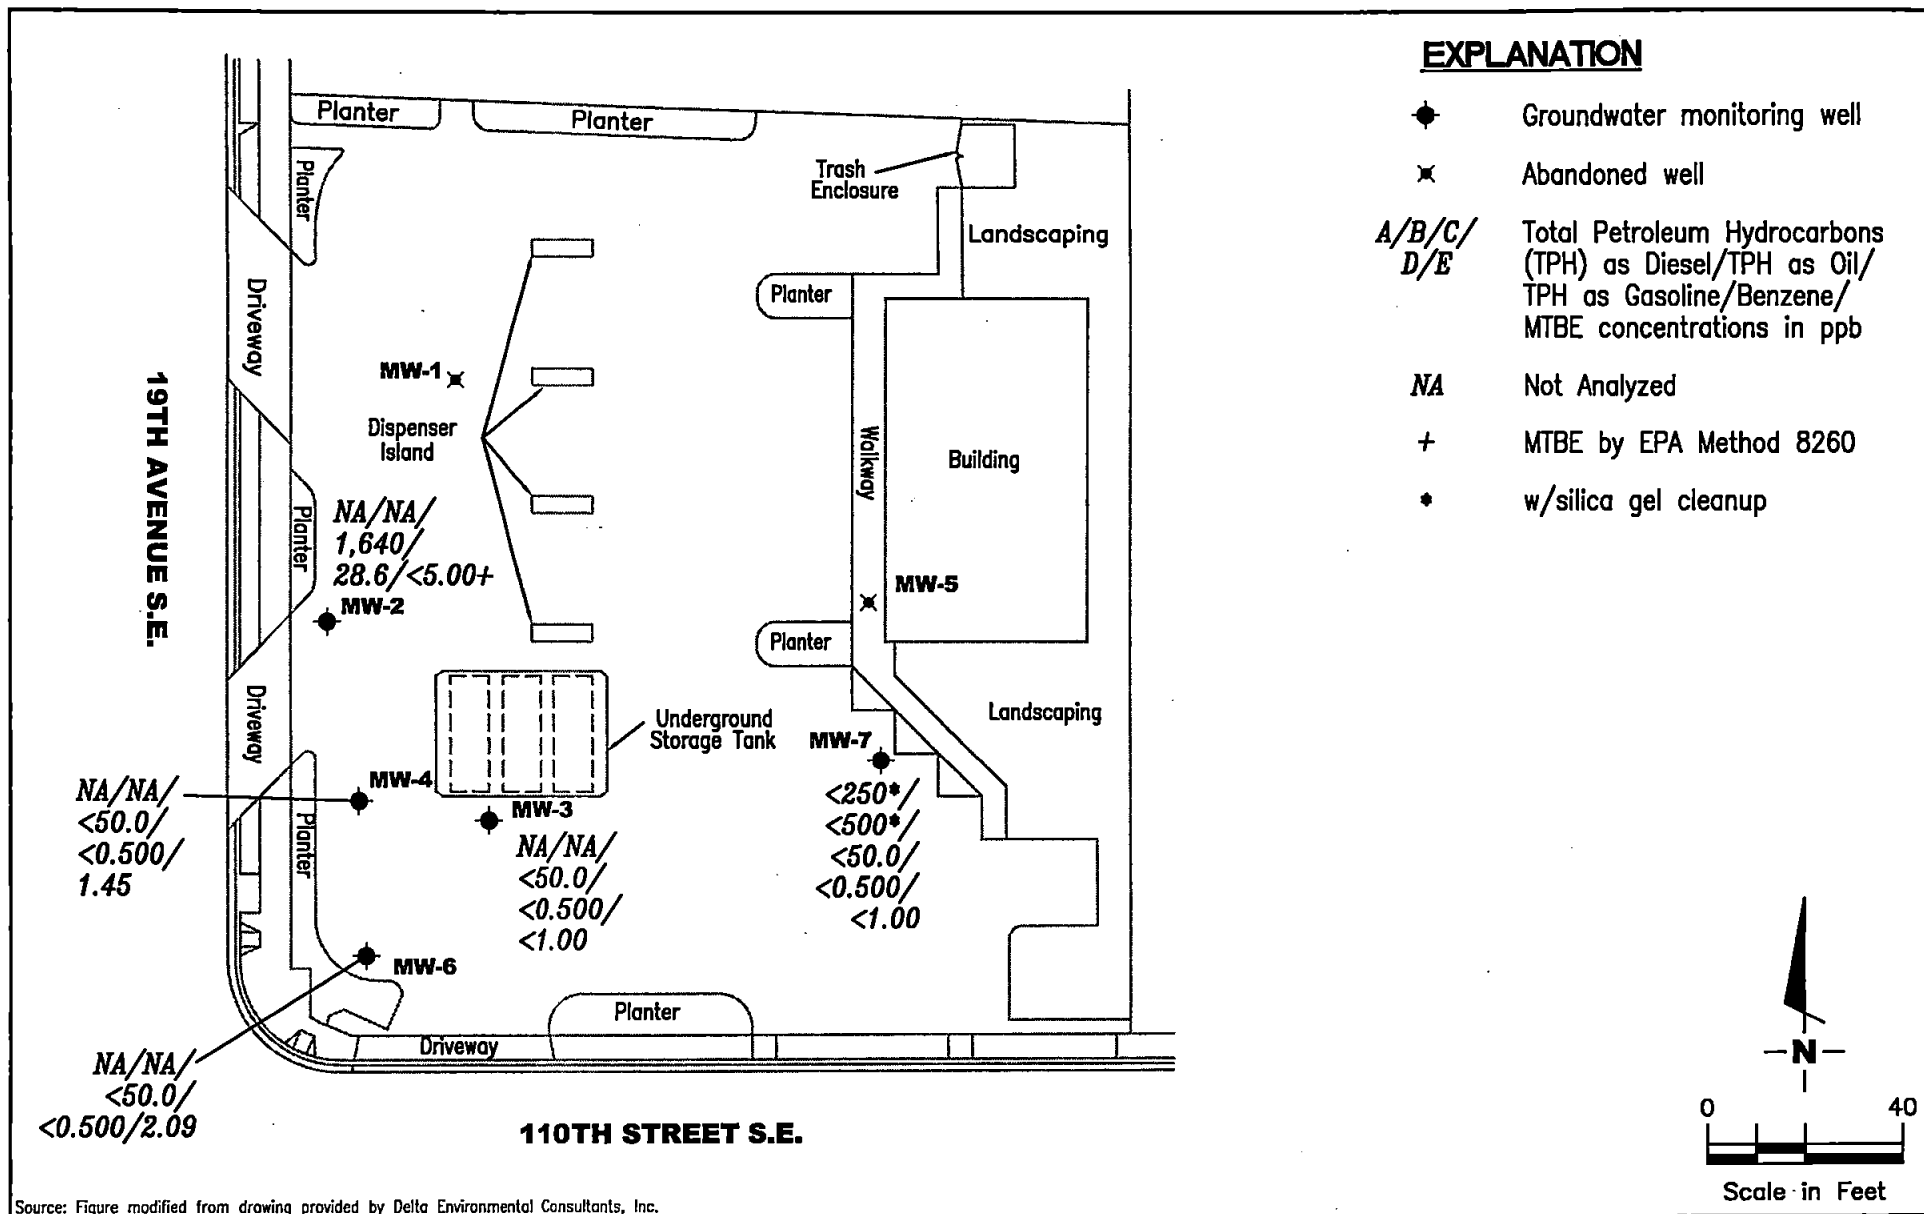 EXPLANATION
Groundwater monitoring well
Abandoned well
A/B/C/
D/E
Total Petroleum Hydrocarbons
(TPH) as Diesel/TPH as Oil/
TPH as Gasoline/Benzene/
MTBE concentrations in ppb
NA Not Analyzed
+ MTBE by EPA Method 8260
* w/silica gel cleanup
Planter
Planter
Planter
Trash
Enclosure
Landscaping
Driveway
Planter
MW-1
19TH AVENUE S.E.
Dispenser
Island
Walkway
Building
Planter
NA/NA/
1,640/
28.6/<5.00+
MW-2
MW-5
Planter
Driveway
Underground
Storage Tank
Landscaping
MW-7
<250*/
<500*/
<50.0/
<0.500/
<1.00
MW-4
NA/NA/
<50.0/
<0.500/
1.45
MW-3
NA/NA/
<50.0/
<0.500/
<1.00
Planter
MW-6
NA/NA/
<50.0/
<0.500/2.09
Planter
Driveway
110TH STREET S.E.
N
0 40
Scale in Feet
Source: Figure modified from drawing provided by Delta Environmental Consultants, Inc.